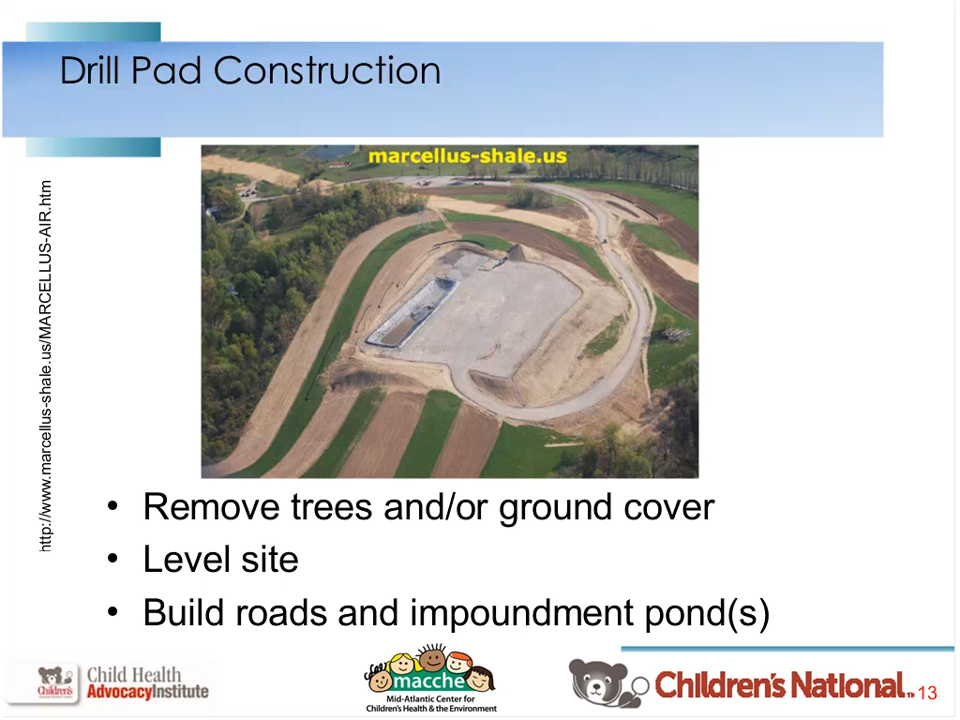 Drill Pad Construction
marcellus-shale.us
http://www.marcellus-shale.us/MARCELLUS-AIR.htm
• Remove trees and/or ground cover
• Level site
• Build roads and impoundment pond(s)
Children's
Child Health
AdvocacyInstitute
macche
Mid-Atlantic Center for
Children's Health & the Environment
Children's National
TM
13